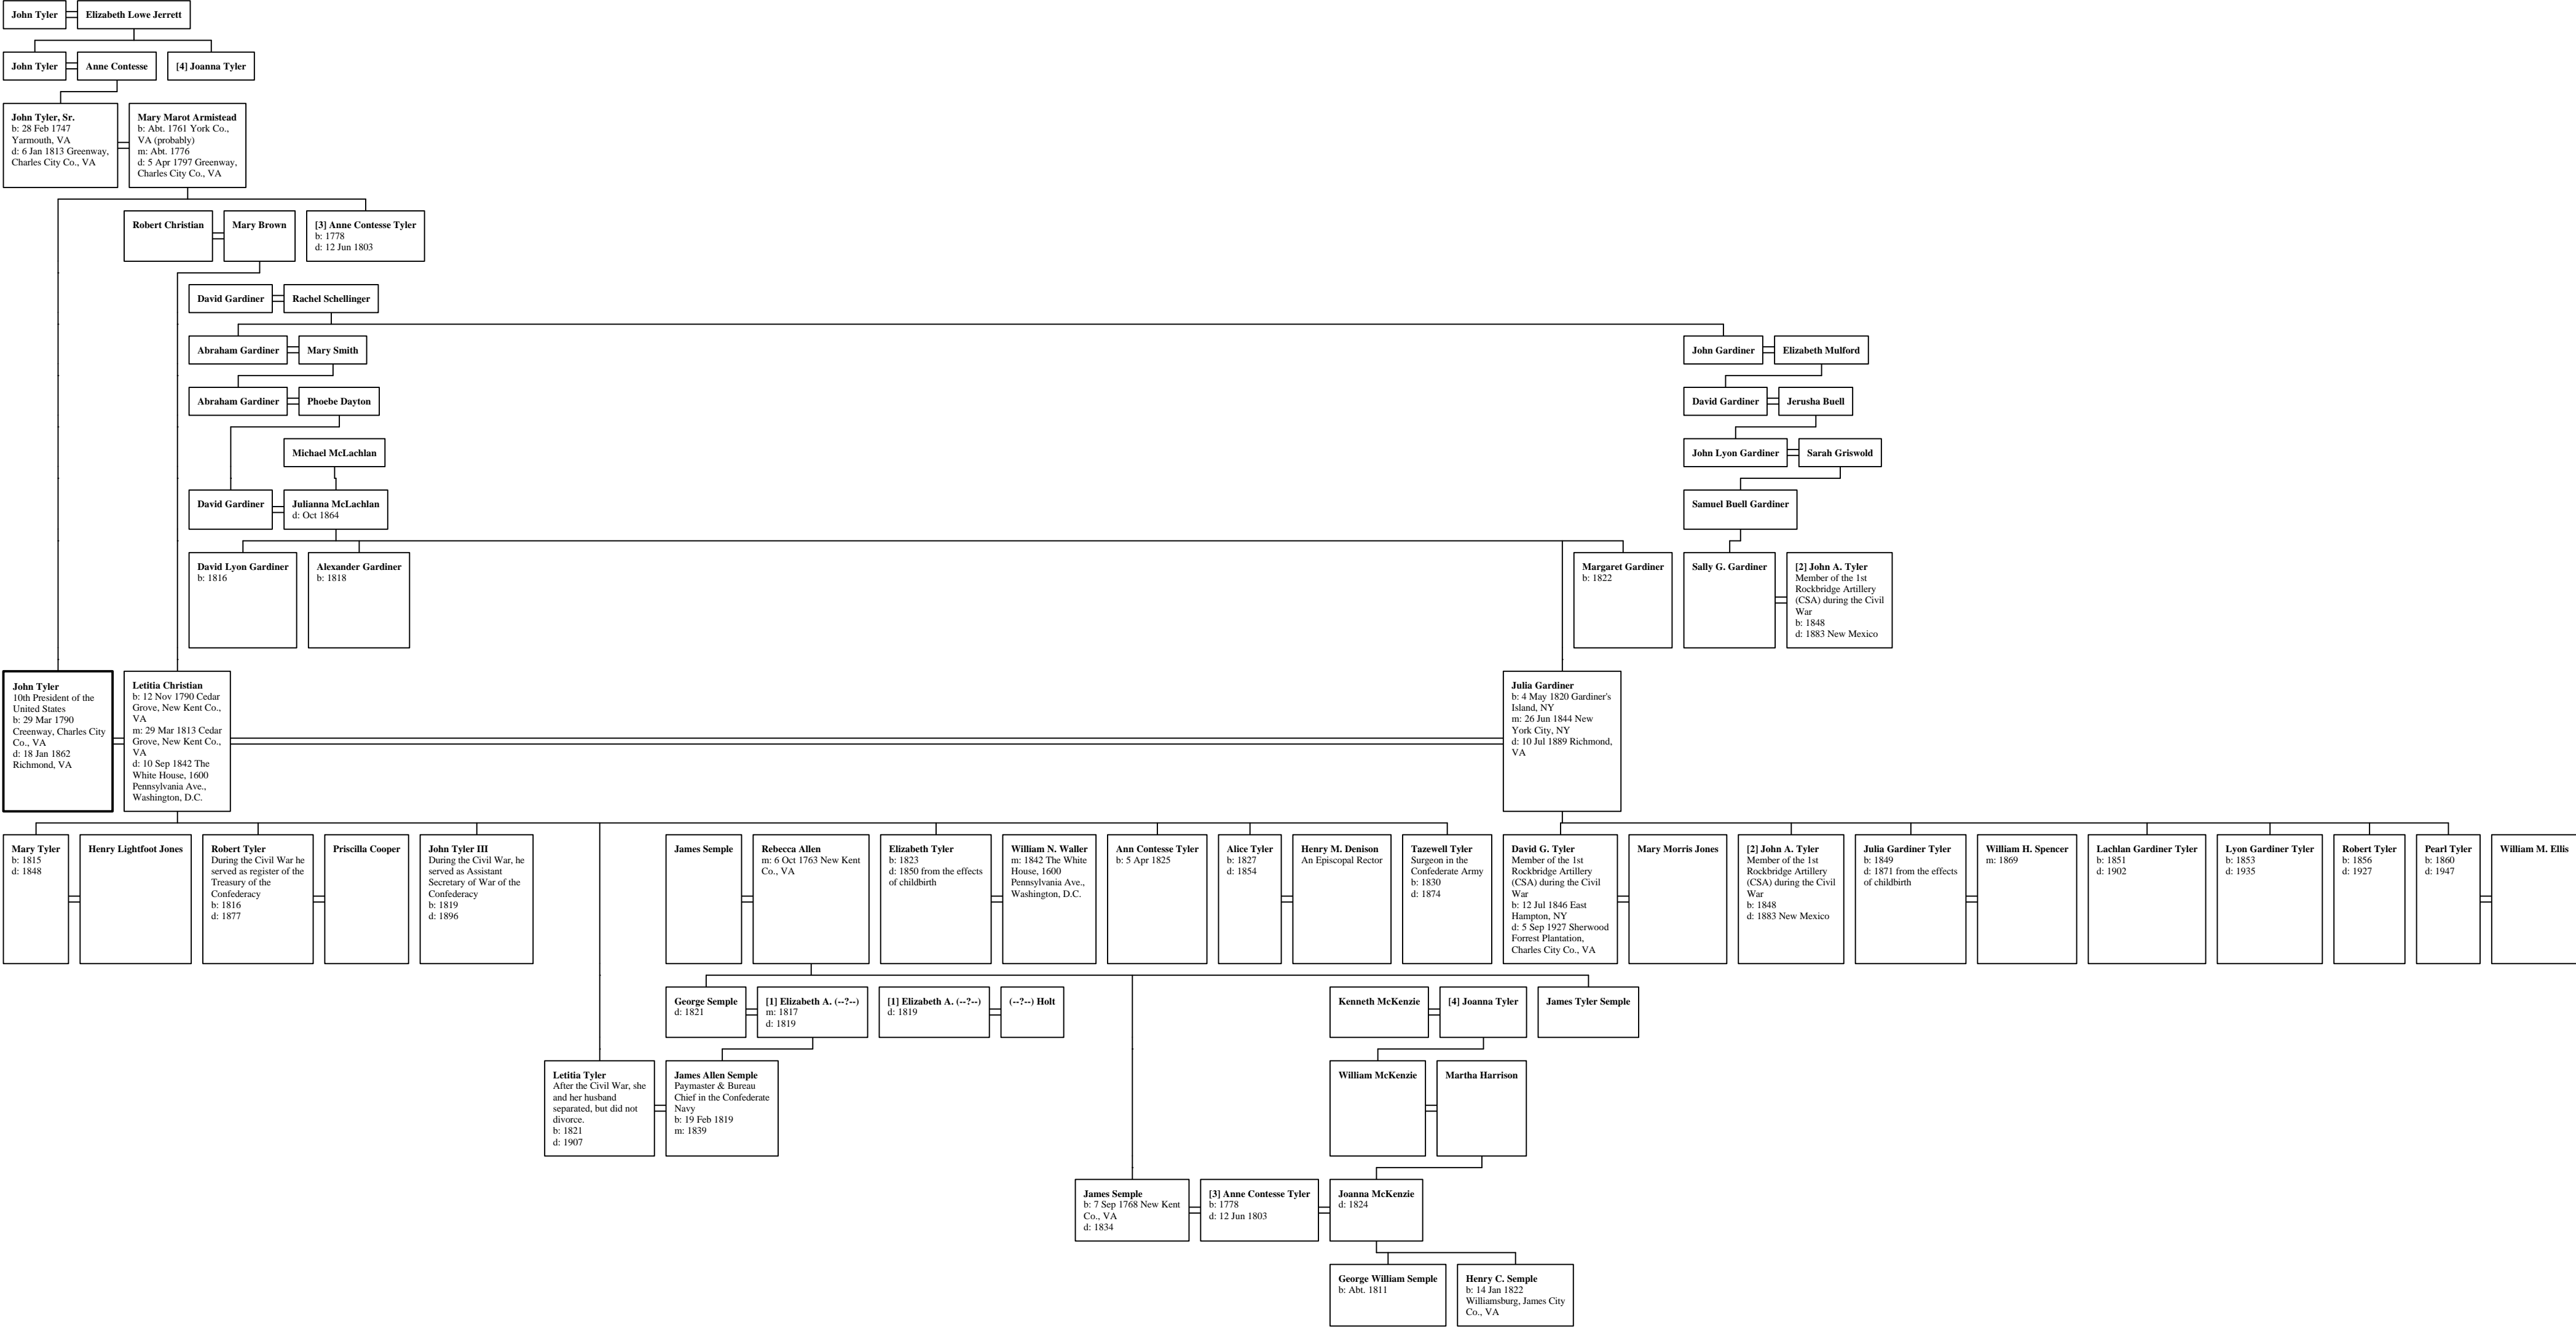 John Tyler
Elizabeth Lowe Jerrett
John Tyler
Anne Contesse
[4] Joanna Tyler
John Tyler, Sr.
b: 28 Feb 1747
Yarmouth, VA
d: 6 Jan 1813 Greenway,
Charles City Co., VA
Mary Marot Armistead
b: Abt. 1761 York Co.,
VA (probably)
m: Abt. 1776
d: 5 Apr 1797 Greenway,
Charles City Co., VA
Robert Christian
Mary Brown
[3] Anne Contesse Tyler
b: 1778
d: 12 Jun 1803
David Gardiner
Rachel Schellinger
Abraham Gardiner
Mary Smith
John Gardiner
Elizabeth Mulford
Abraham Gardiner
Phoebe Dayton
David Gardiner
Jerusha Buell
Michael McLachlan
John Lyon Gardiner
Sarah Griswold
David Gardiner
Julianna McLachlan
d: Oct 1864
Samuel Buell Gardiner
David Lyon Gardiner
b: 1816
Alexander Gardiner
b: 1818
Margaret Gardiner
b: 1822
Sally G. Gardiner
[2] John A. Tyler
Member of the 1st
Rockbridge Artillery
(CSA) during the Civil
War
b: 1848
d: 1883 New Mexico
John Tyler
10th President of the
United States
b: 29 Mar 1790
Creenway, Charles City
Co., VA
d: 18 Jan 1862
Richmond, VA
Letitia Christian
b: 12 Nov 1790 Cedar
Grove, New Kent Co.,
VA
m: 29 Mar 1813 Cedar
Grove, New Kent Co.,
VA
d: 10 Sep 1842 The
White House, 1600
Pennsylvania Ave.,
Washington, D.C.
Julia Gardiner
b: 4 May 1820 Gardiner's
Island, NY
m: 26 Jun 1844 New
York City, NY
d: 10 Jul 1889 Richmond,
VA
Mary Tyler
b: 1815
d: 1848
Henry Lightfoot Jones
Robert Tyler
During the Civil War he
served as register of the
Treasury of the
Confederacy
b: 1816
d: 1877
Priscilla Cooper
John Tyler III
During the Civil War, he
served as Assistant
Secretary of War of the
Confederacy
b: 1819
d: 1896
James Semple
Rebecca Allen
m: 6 Oct 1763 New Kent
Co., VA
Elizabeth Tyler
b: 1823
d: 1850 from the effects
of childbirth
William N. Waller
m: 1842 The White
House, 1600
Pennsylvania Ave.,
Washington, D.C.
Ann Contesse Tyler
b: 5 Apr 1825
Alice Tyler
b: 1827
d: 1854
Henry M. Denison
An Episcopal Rector
Tazewell Tyler
Surgeon in the
Confederate Army
b: 1830
d: 1874
David G. Tyler
Member of the 1st
Rockbridge Artillery
(CSA) during the Civil
War
b: 12 Jul 1846 East
Hampton, NY
d: 5 Sep 1927 Sherwood
Forrest Plantation,
Charles City Co., VA
Mary Morris Jones
[2] John A. Tyler
Member of the 1st
Rockbridge Artillery
(CSA) during the Civil
War
b: 1848
d: 1883 New Mexico
Julia Gardiner Tyler
b: 1849
d: 1871 from the effects
of childbirth
William H. Spencer
m: 1869
Lachlan Gardiner Tyler
b: 1851
d: 1902
Lyon Gardiner Tyler
b: 1853
d: 1935
Robert Tyler
b: 1856
d: 1927
Pearl Tyler
b: 1860
d: 1947
William M. Ellis
George Semple
d: 1821
[1] Elizabeth A. (--?--)
m: 1817
d: 1819
[1] Elizabeth A. (--?--)
d: 1819
(--?--) Holt
Kenneth McKenzie
[4] Joanna Tyler
James Tyler Semple
Letitia Tyler
After the Civil War, she
and her husband
separated, but did not
divorce.
b: 1821
d: 1907
James Allen Semple
Paymaster & Bureau
Chief in the Confederate
Navy
b: 19 Feb 1819
m: 1839
William McKenzie
Martha Harrison
James Semple
b: 7 Sep 1768 New Kent
Co., VA
d: 1834
[3] Anne Contesse Tyler
b: 1778
d: 12 Jun 1803
Joanna McKenzie
d: 1824
George William Semple
b: Abt. 1811
Henry C. Semple
b: 14 Jan 1822
Williamsburg, James City
Co., VA